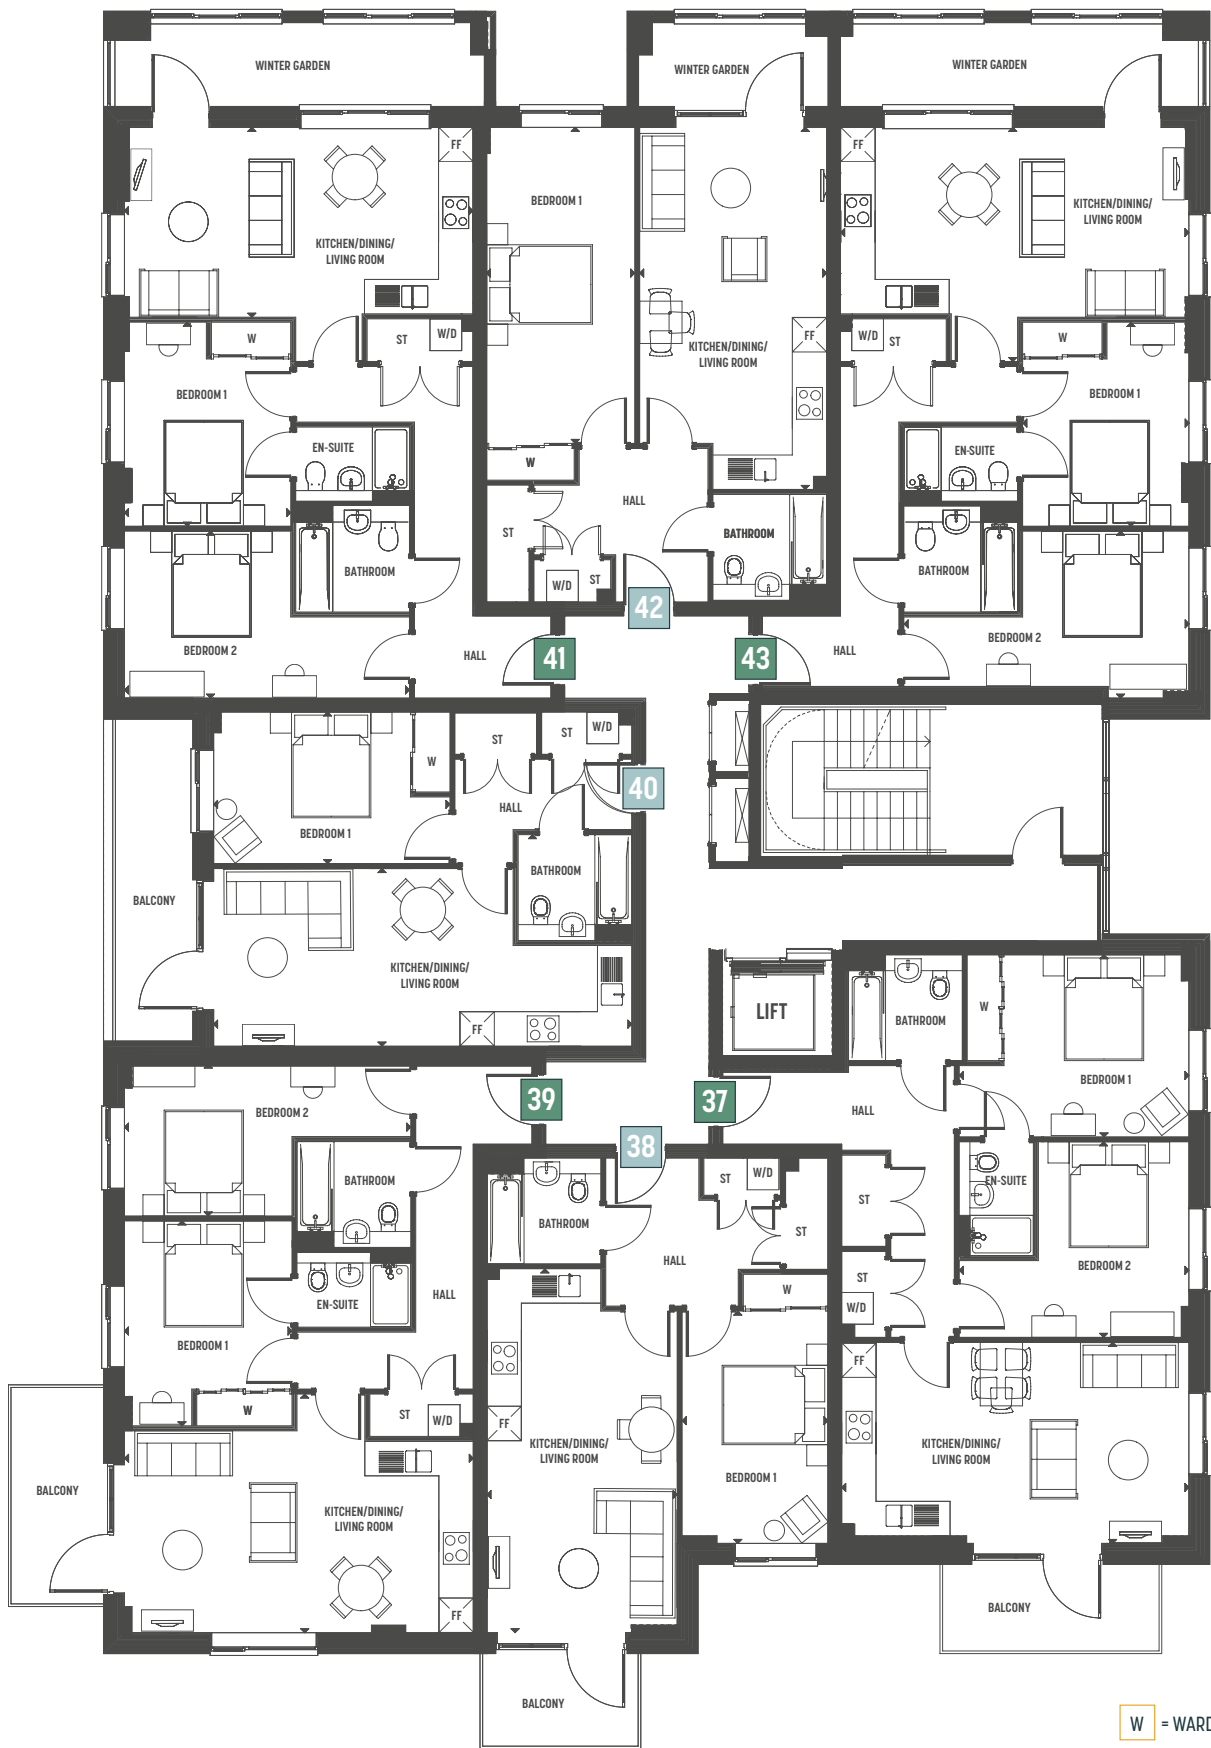 WINTER GARDEN
WINTER GARDEN
WINTER GARDEN
FF
KITCHEN/DINING/
LIVING ROOM
BEDROOM 1
KITCHEN/DINING/
LIVING ROOM
FF
FF
KITCHEN/DINING/
LIVING ROOM
W
ST
W/D
BEDROOM 1
EN-SUITE
BATHROOM
BEDROOM 2
HALL
41
W
ST
HALL
W/D
ST
BATHROOM
42
W/D
ST
W
BEDROOM 1
EN-SUITE
BATHROOM
BEDROOM 2
HALL
43
ST
ST
W/D
W
HALL
40
BEDROOM 1
BATHROOM
BALCONY
KITCHEN/DINING/
LIVING ROOM
FF
LIFT
BATHROOM
W
BEDROOM 1
HALL
37
39
38
BEDROOM 2
BATHROOM
EN-SUITE
HALL
BEDROOM 1
W
ST
W/D
BALCONY
KITCHEN/DINING/
LIVING ROOM
FF
BATHROOM
ST
W/D
ST
HALL
W
FF
KITCHEN/DINING/
LIVING ROOM
BEDROOM 1
BALCONY
ST
EN-SUITE
BEDROOM 2
ST
W/D
FF
KITCHEN/DINING/
LIVING ROOM
BALCONY
W = WARD